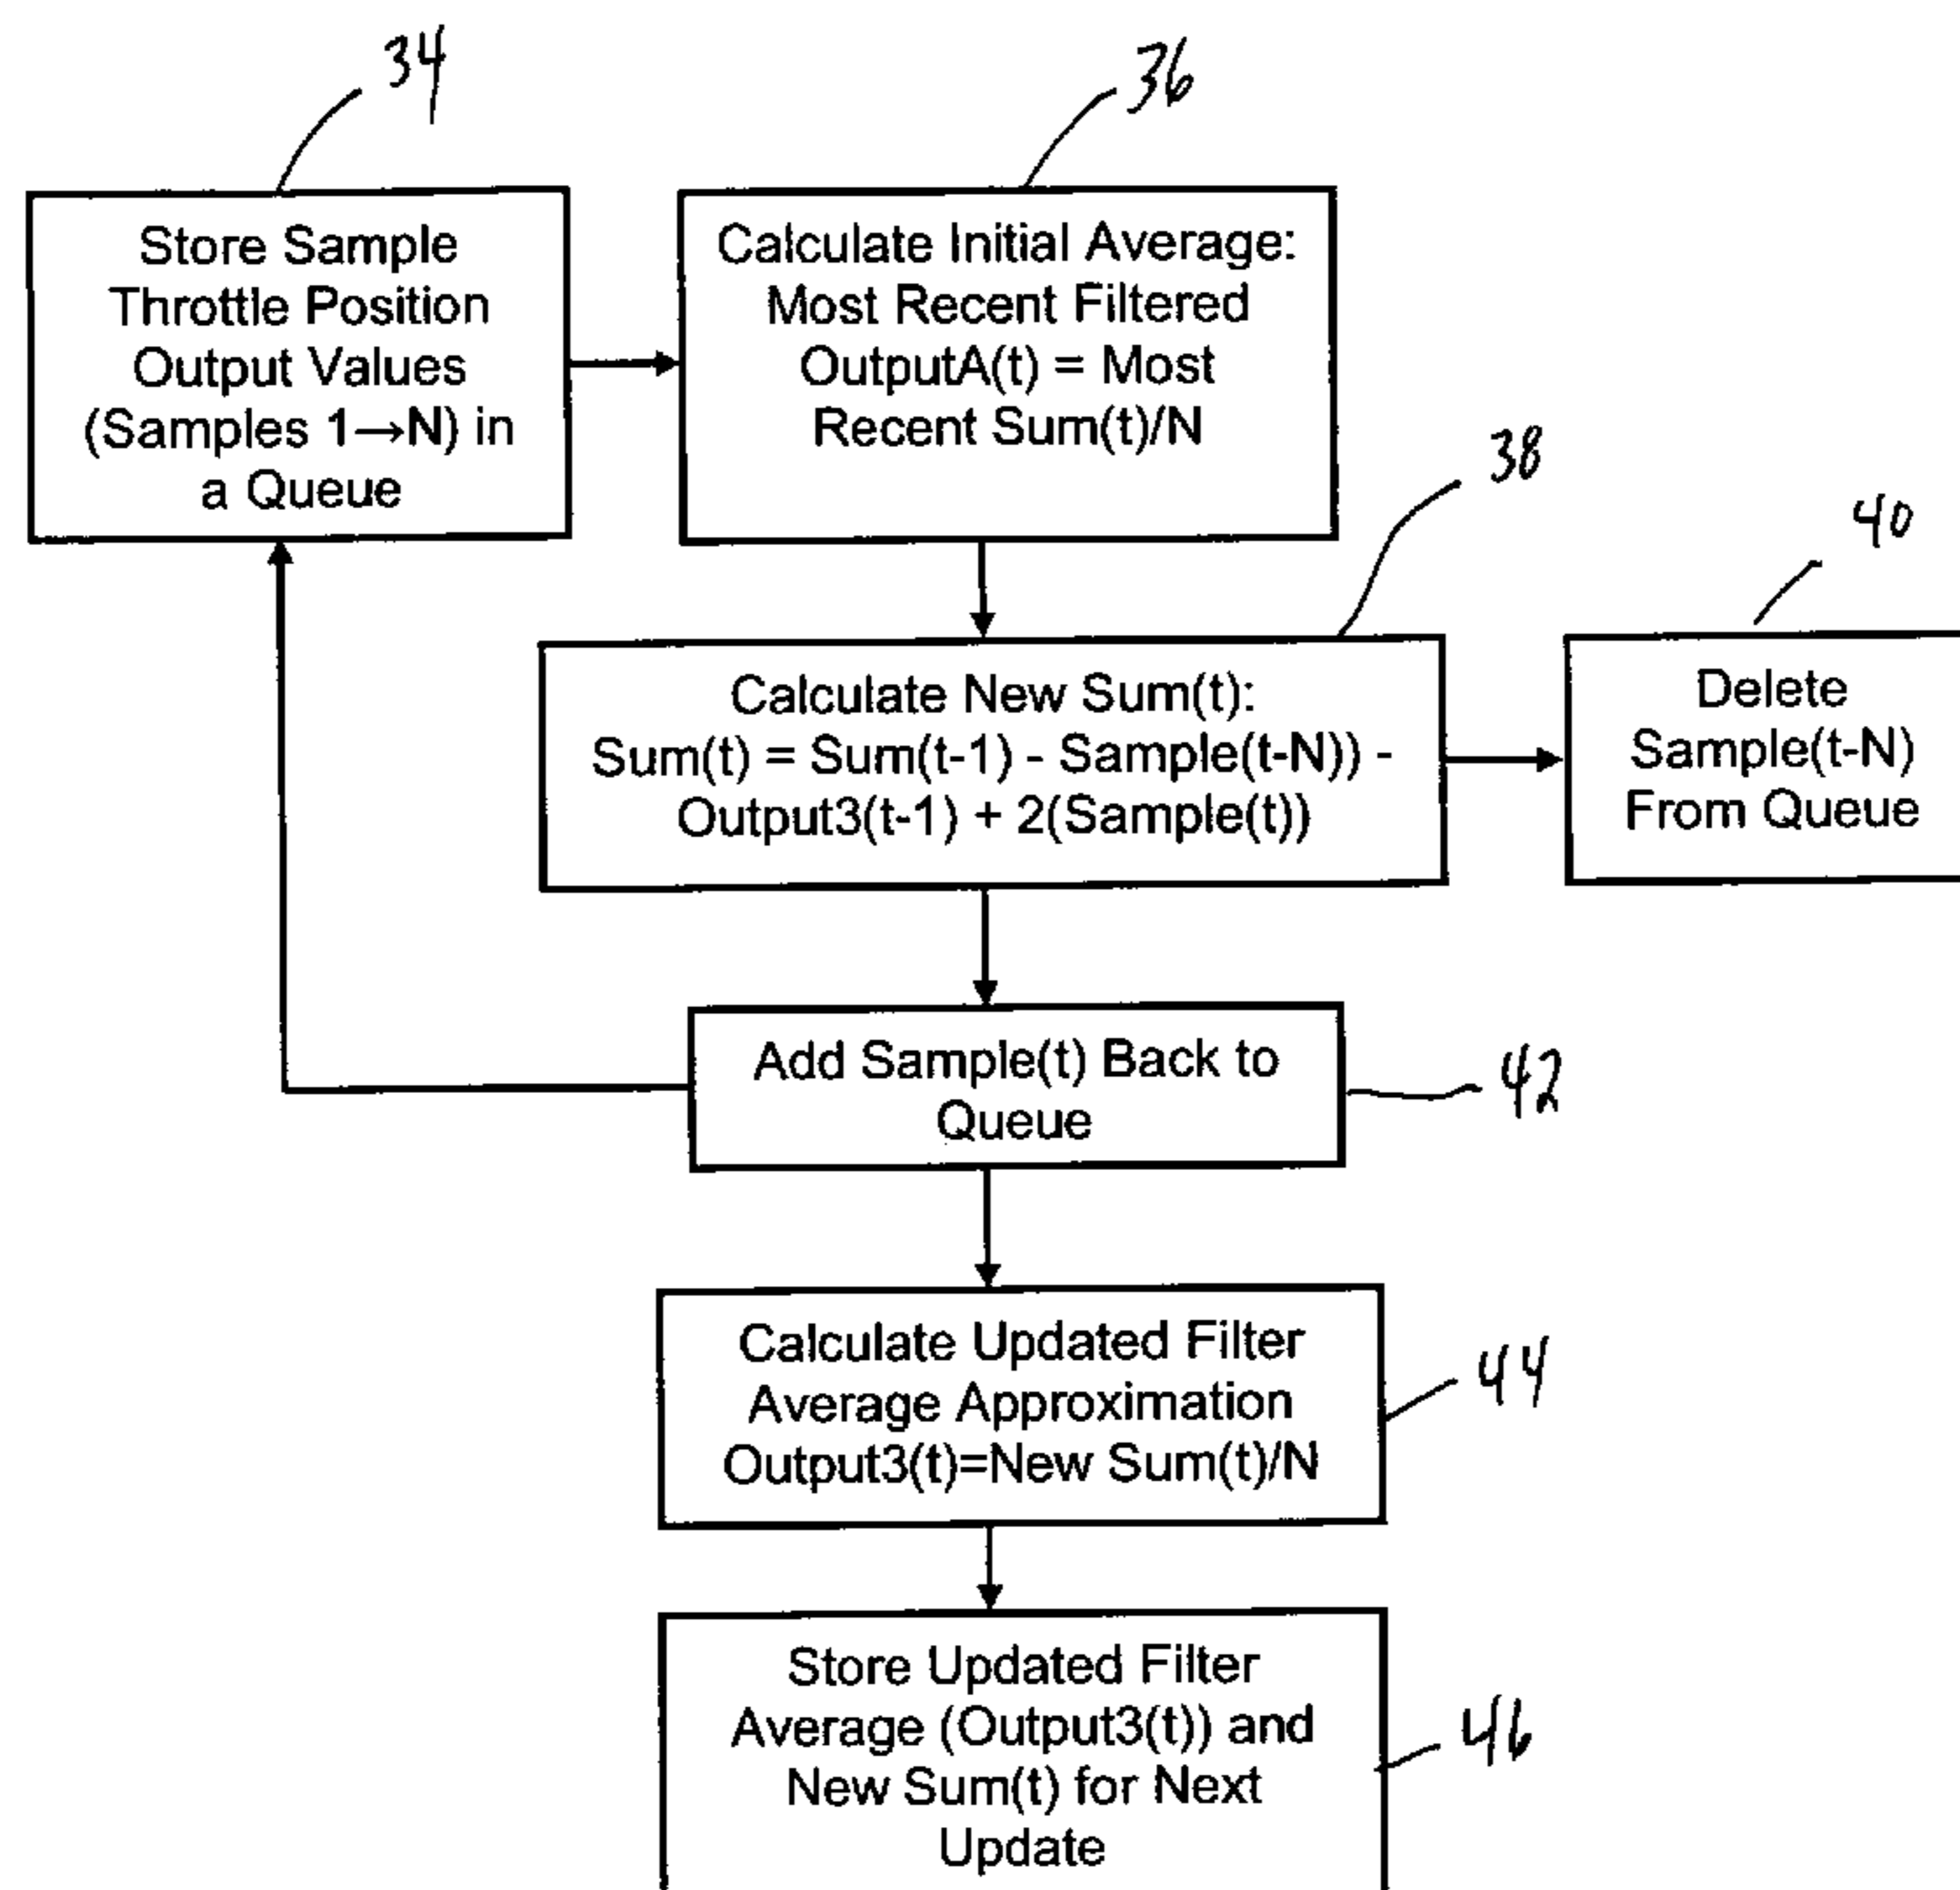 34
36
Store Sample
Throttle Position
Output Values
(Samples 1→N) in
a Queue
Calculate Initial Average:
Most Recent Filtered
OutputA(t) = Most
Recent Sum(t)/N
38
40
Calculate New Sum(t):
Sum(t) = Sum(t-1) - Sample(t-N)) -
Output3(t-1) + 2(Sample(t))
Delete
Sample(t-N)
From Queue
Add Sample(t) Back to
Queue
42
Calculate Updated Filter
Average Approximation
Output3(t)=New Sum(t)/N
44
Store Updated Filter
Average (Output3(t)) and
New Sum(t) for Next
Update
46